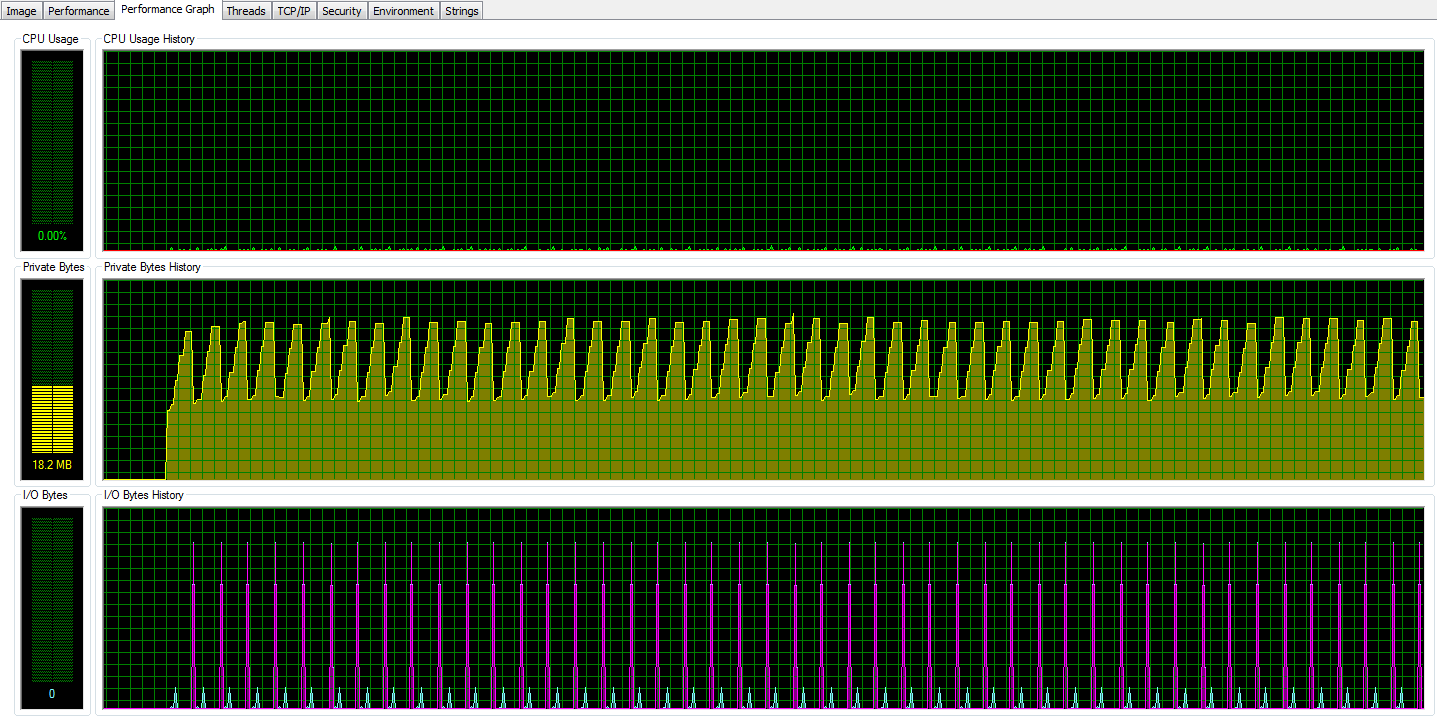 Image Performance Performance Graph Threads TCP/IP Security Environment Strings
CPU Usage CPU Usage History
0.00%
Private Bytes Private Bytes History
18.2 MB
I/O Bytes I/O Bytes History
0